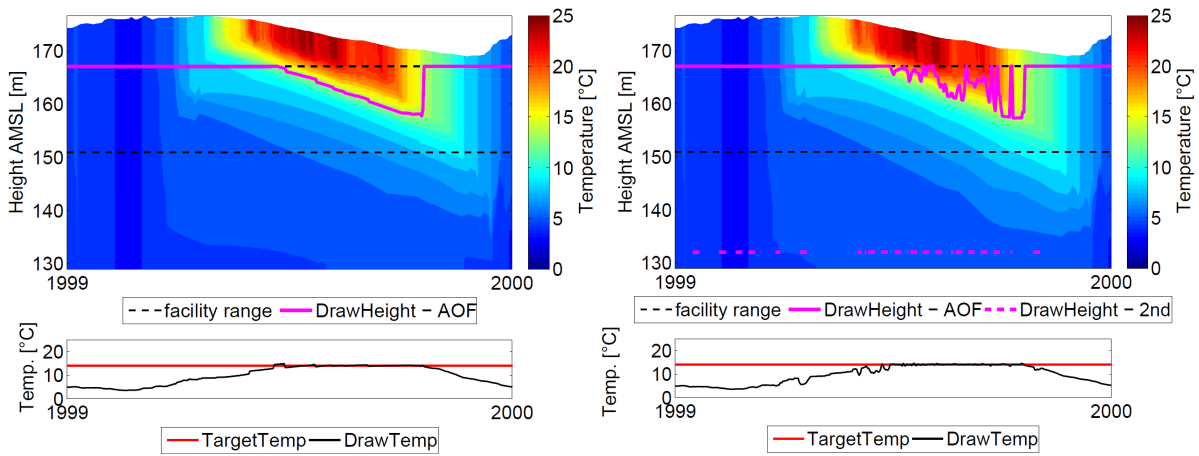 170
160
150
140
130
Height AMSL [m]
1999
2000
25
20
15
10
5
0
Temperature [°C]
facility range
DrawHeight - AOF
20
10
0
Temp. [°C]
1999
2000
TargetTemp
DrawTemp
170
160
150
140
130
Height AMSL [m]
1999
2000
25
20
15
10
5
0
Temperature [°C]
facility range
DrawHeight - AOF
DrawHeight - 2nd
20
10
0
Temp. [°C]
1999
2000
TargetTemp
DrawTemp